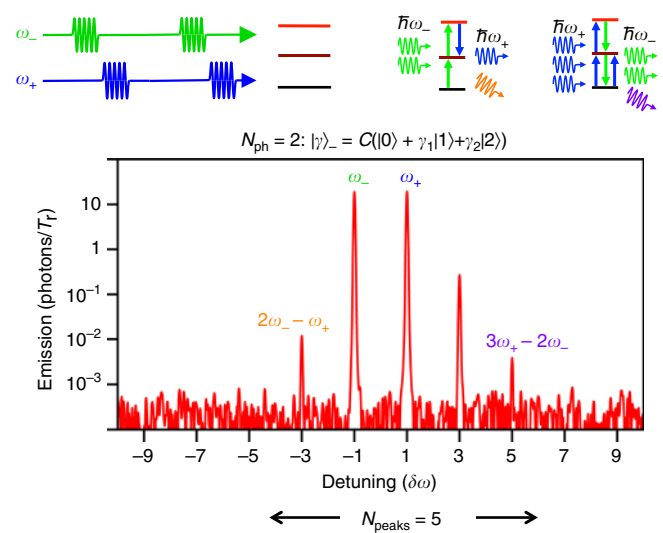 ω₋
ω₊
ħω₋ ħω₊
ħω₊ ħω₋
N_ph = 2: |γ⟩₋ = C(|0⟩ + γ₁|1⟩+γ₂|2⟩)
ω₋ ω₊
2ω₋ − ω₊
3ω₊ − 2ω₋
Emission (photons/T_r)
10
1
10⁻¹
10⁻²
10⁻³
−9 −7 −5 −3 −1 1 3 5 7 9
Detuning (δω)
N_peaks = 5